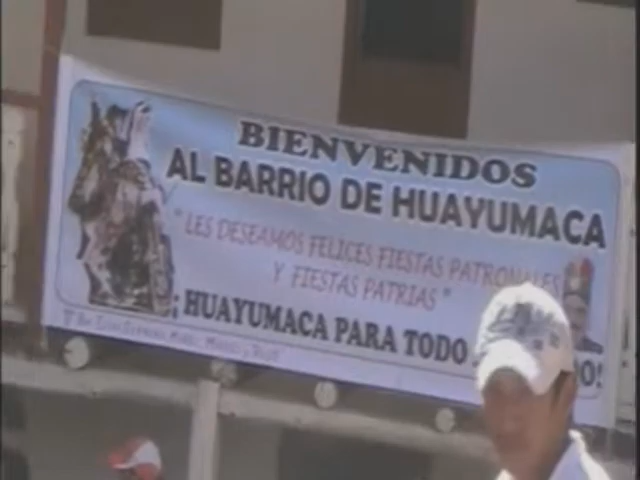 BIENVENIDOS
AL BARRIO DE HUAYUMACA
"LES DESEAMOS FELICES FIESTAS PATRONALES
Y FIESTAS PATRIAS"
¡HUAYUMACA PARA TODO